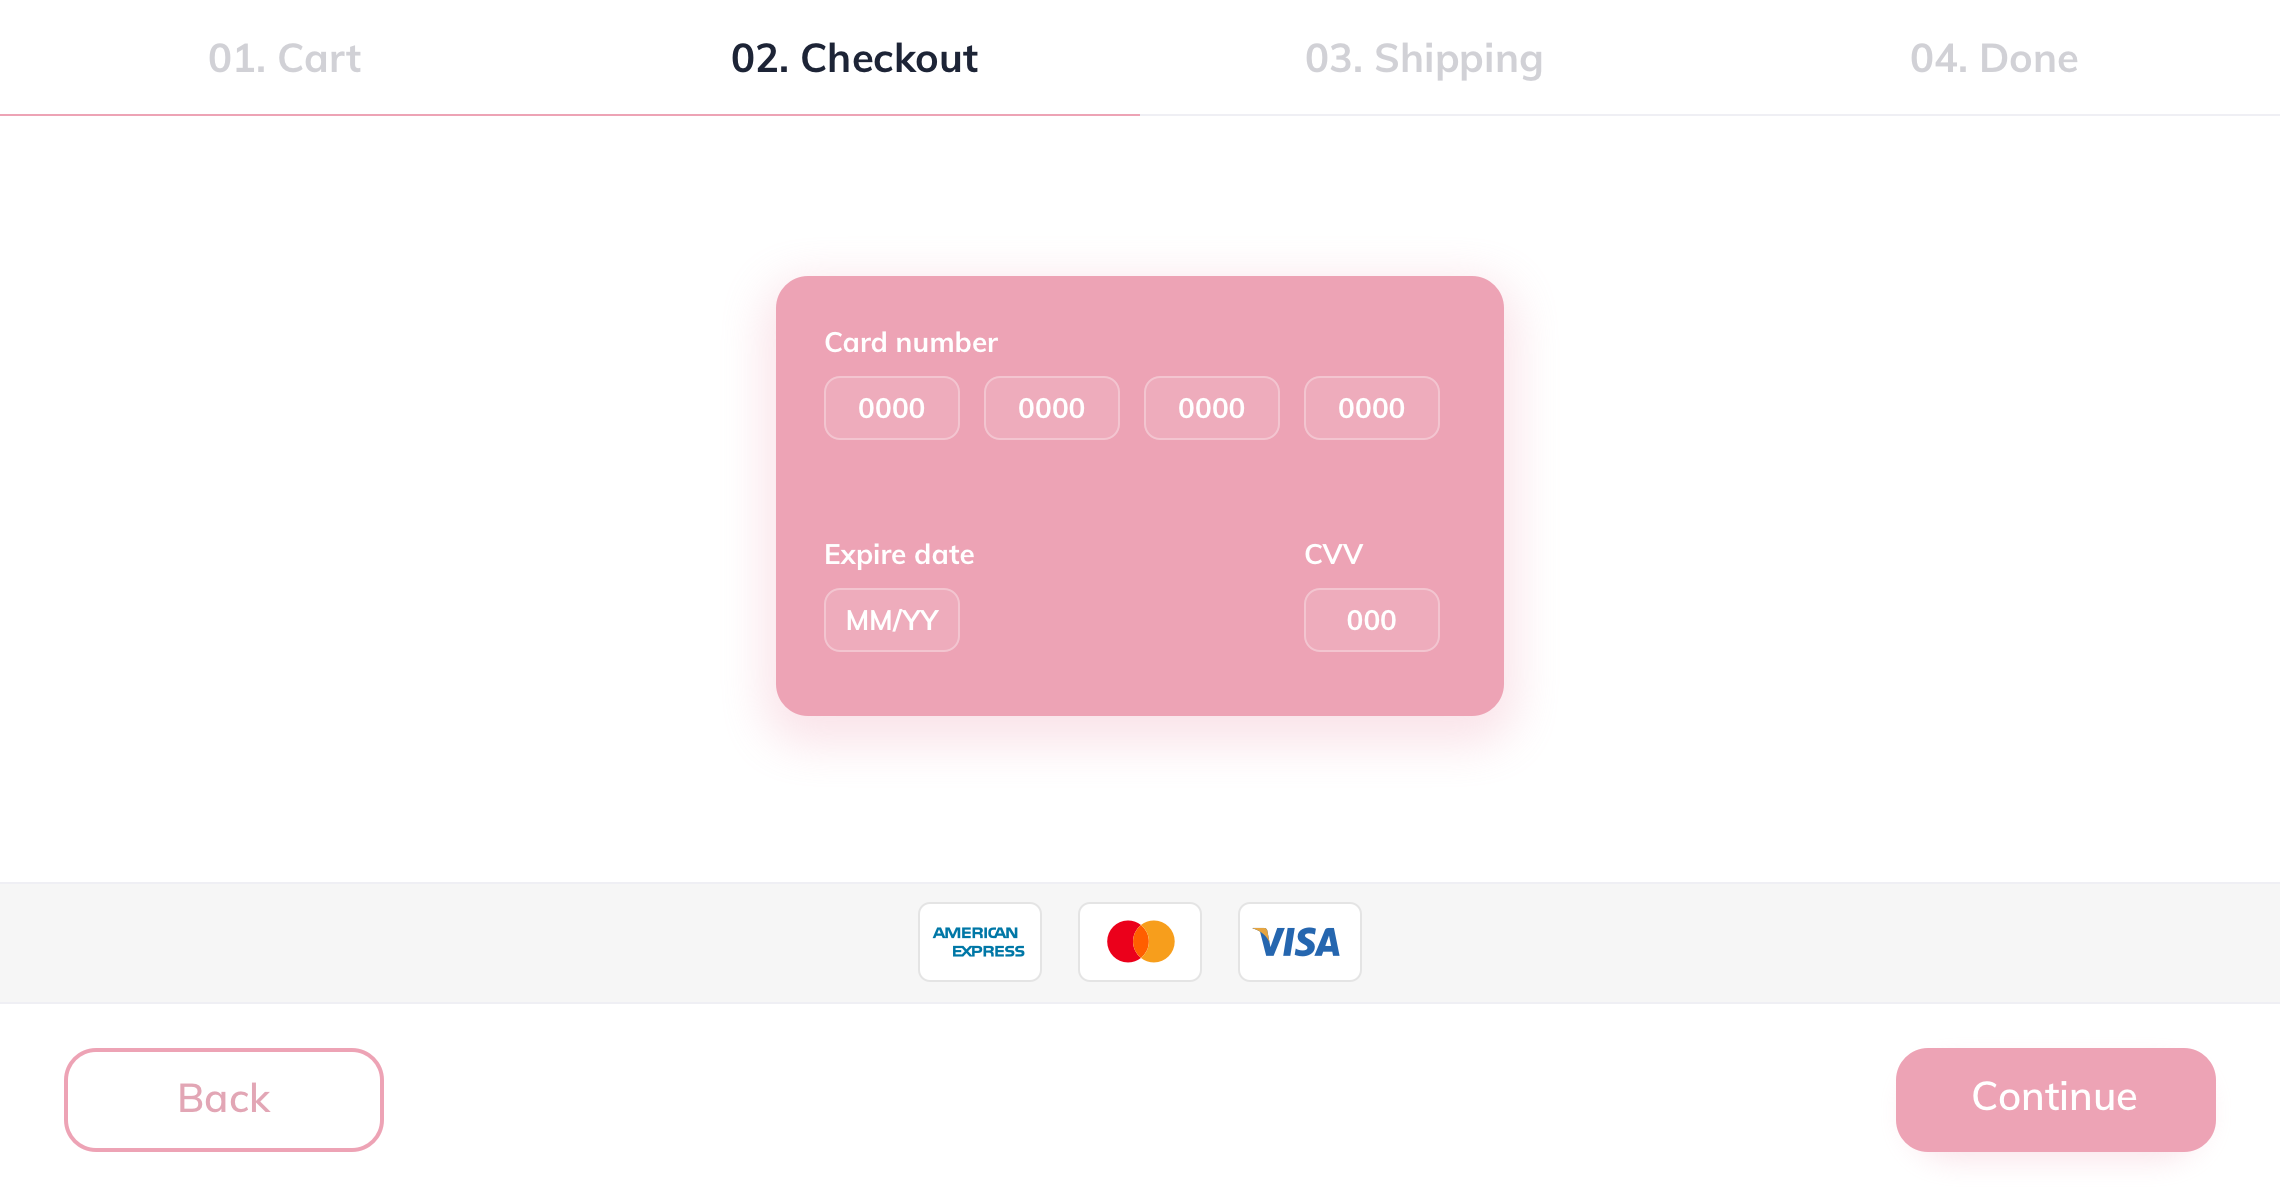 01. Cart
02. Checkout
03. Shipping
04. Done
Card number
0000 0000 0000 0000
Expire date
CVV
MM/YY
000
AMERICAN
EXPRESS
VISA
Back
Continue